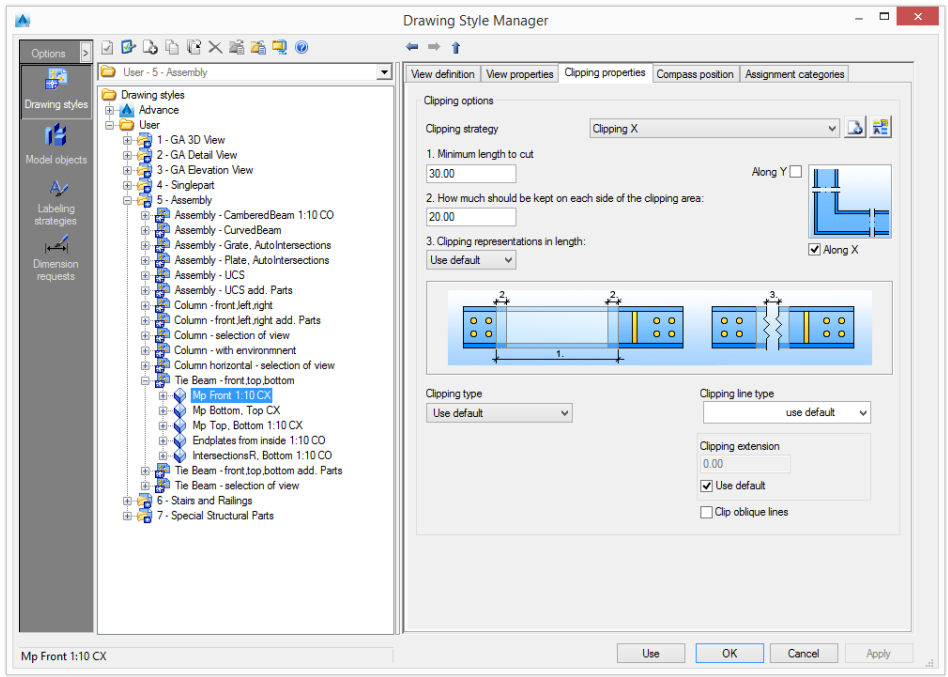 Drawing Style Manager
Options
>
Drawing styles
Model objects
Labeling
strategies
Dimension
requests
User - 5 - Assembly
Drawing styles
Advance
User
1 - GA 3D View
2 - GA Detail View
3 - GA Elevation View
4 - Singlepart
5 - Assembly
Assembly - CamberedBeam 1:10 CO
Assembly - CurvedBeam
Assembly - Grate, AutoIntersections
Assembly - Plate, AutoIntersections
Assembly - UCS
Assembly - UCS add. Parts
Column - front,left,right
Column - front,left,right add. Parts
Column - selection of view
Column - with environmnent
Column horizontal - selection of view
Tie Beam - front,top,bottom
Mp Front 1:10 CX
Mp Bottom, Top CX
Mp Top, Bottom 1:10 CX
Endplates from inside 1:10 CO
IntersectionsR, Bottom 1:10 CO
Tie Beam - front,top,bottom add. Parts
Tie Beam - selection of view
6 - Stairs and Railings
7 - Special Structural Parts
View definition View properties Clipping properties Compass position Assignment categories
Clipping options
Clipping strategy Clipping X
1. Minimum length to cut
30.00
Along Y
2. How much should be kept on each side of the clipping area:
20.00
3. Clipping representations in length:
Along X
Use default
2. 2. 3.
1.
Clipping type
Use default
Clipping line type
use default
Clipping extension
0.00
Use default
Clip oblique lines
Mp Front 1:10 CX
Use OK Cancel Apply